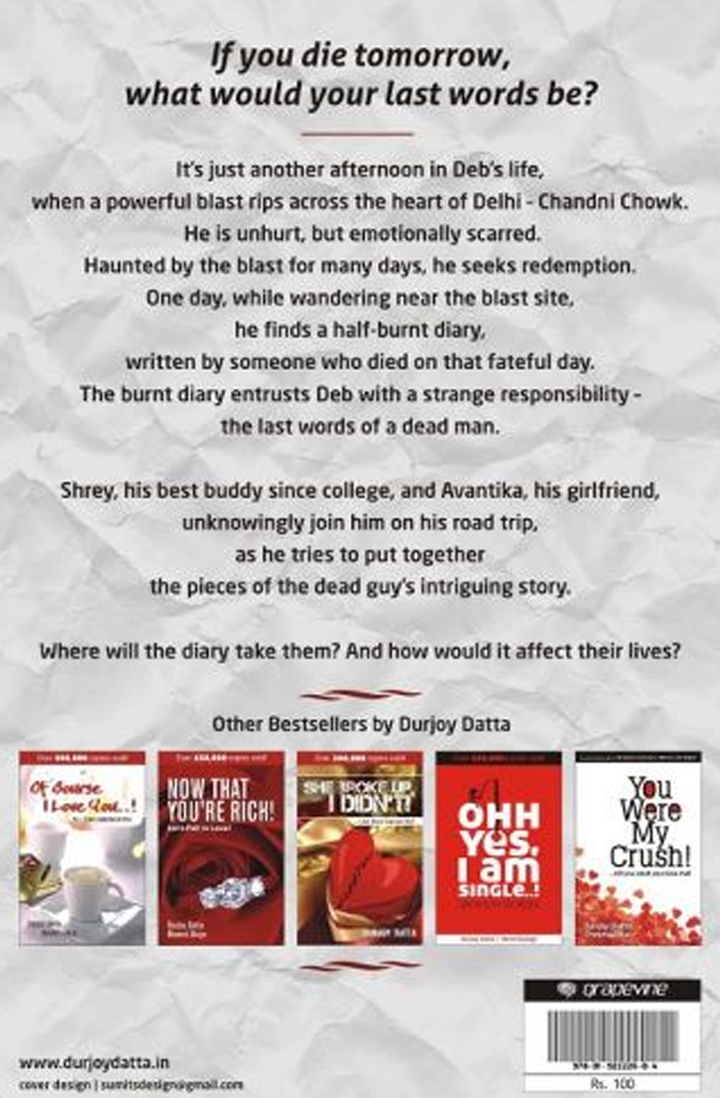 If you die tomorrow,
what would your last words be?
It's just another afternoon in Deb's life,
when a powerful blast rips across the heart of Delhi - Chandni Chowk.
He is unhurt, but emotionally scarred.
Haunted by the blast for many days, he seeks redemption.
One day, while wandering near the blast site,
he finds a half-burnt diary,
written by someone who died on that fateful day.
The burnt diary entrusts Deb with a strange responsibility -
the last words of a dead man.
Shrey, his best buddy since college, and Avantika, his girlfriend,
unknowingly join him on his road trip,
as he tries to put together
the pieces of the dead guy's intriguing story.
Where will the diary take them? And how would it affect their lives?
Other Bestsellers by Durjoy Datta
Of Course
I Love You..!
NOW THAT
YOU'RE RICH!
SHE BROKE UP,
I DIDN'T!
DURJOY DATTA
OHH
YES,
I am
SINGLE..!
You
Were
My
Crush!
grapevine
Rs. 100
www.durjoydatta.in
cover design | sumitsdesign@gmail.com